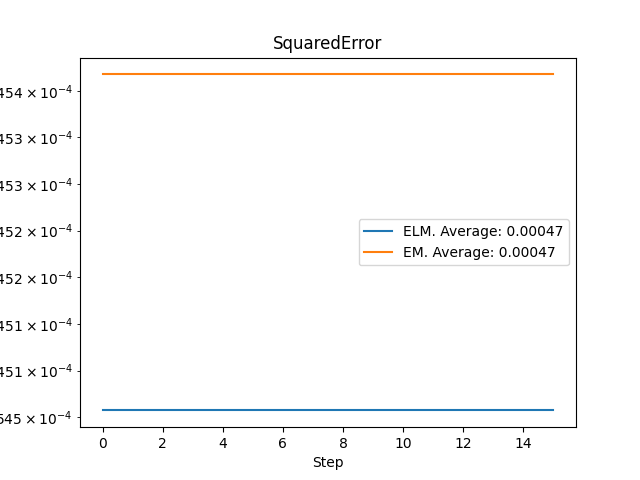 SquaredError
454 × 10⁻⁴
453 × 10⁻⁴
453 × 10⁻⁴
452 × 10⁻⁴
452 × 10⁻⁴
451 × 10⁻⁴
451 × 10⁻⁴
645 × 10⁻⁴
ELM. Average: 0.00047
EM. Average: 0.00047
0 2 4 6 8 10 12 14
Step